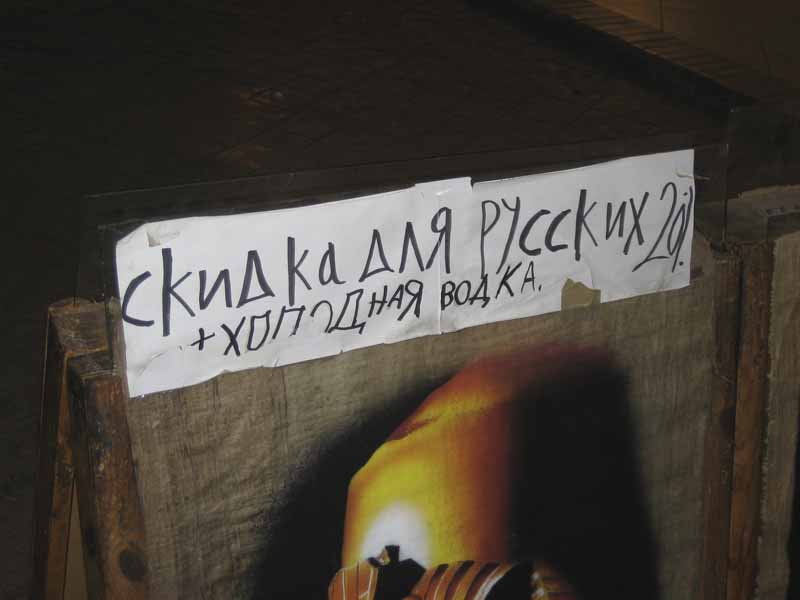 скидка для русских 20%
+ холодная водка.